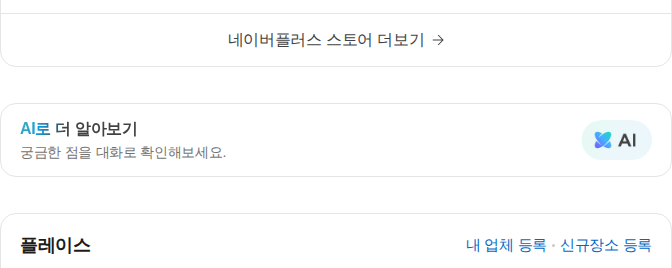 네이버플러스 스토어 더보기 →
AI로 더 알아보기
궁금한 점을 대화로 확인해보세요.
AI
플레이스
내 업체 등록 · 신규장소 등록